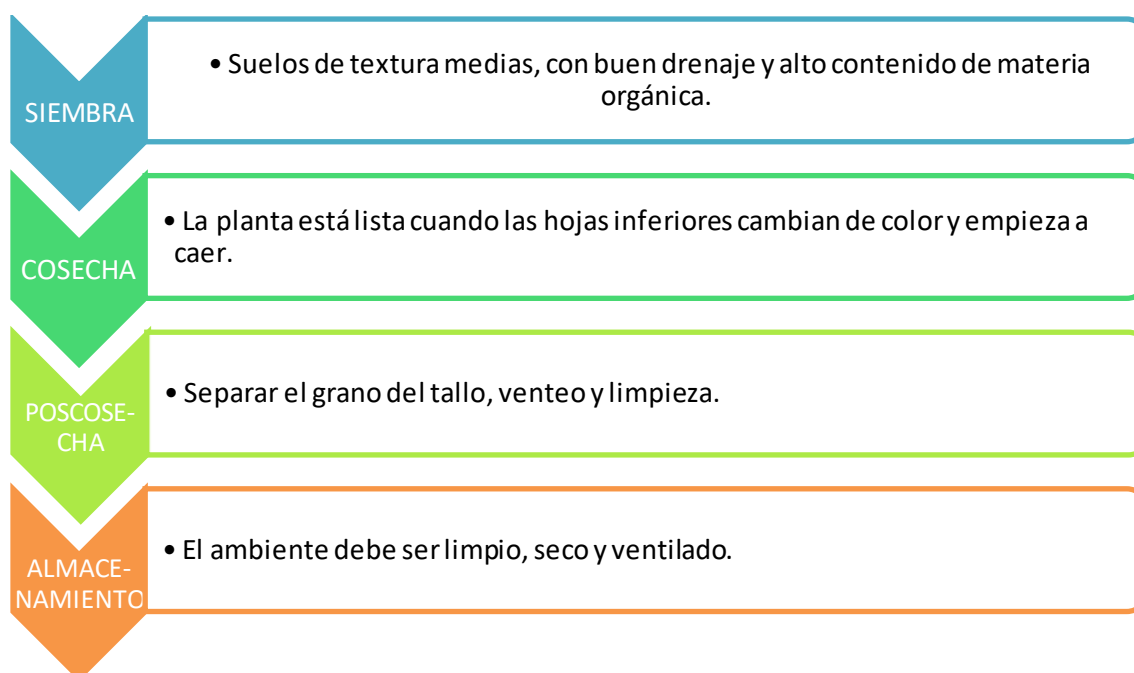 SIEMBRA
• Suelos de textura medias, con buen drenaje y alto contenido de materia
orgánica.
COSECHA
• La planta está lista cuando las hojas inferiores cambian de color y empieza a
caer.
POSCOSE-
CHA
• Separar el grano del tallo, venteo y limpieza.
ALMACE-
NAMIENTO
• El ambiente debe ser limpio, seco y ventilado.